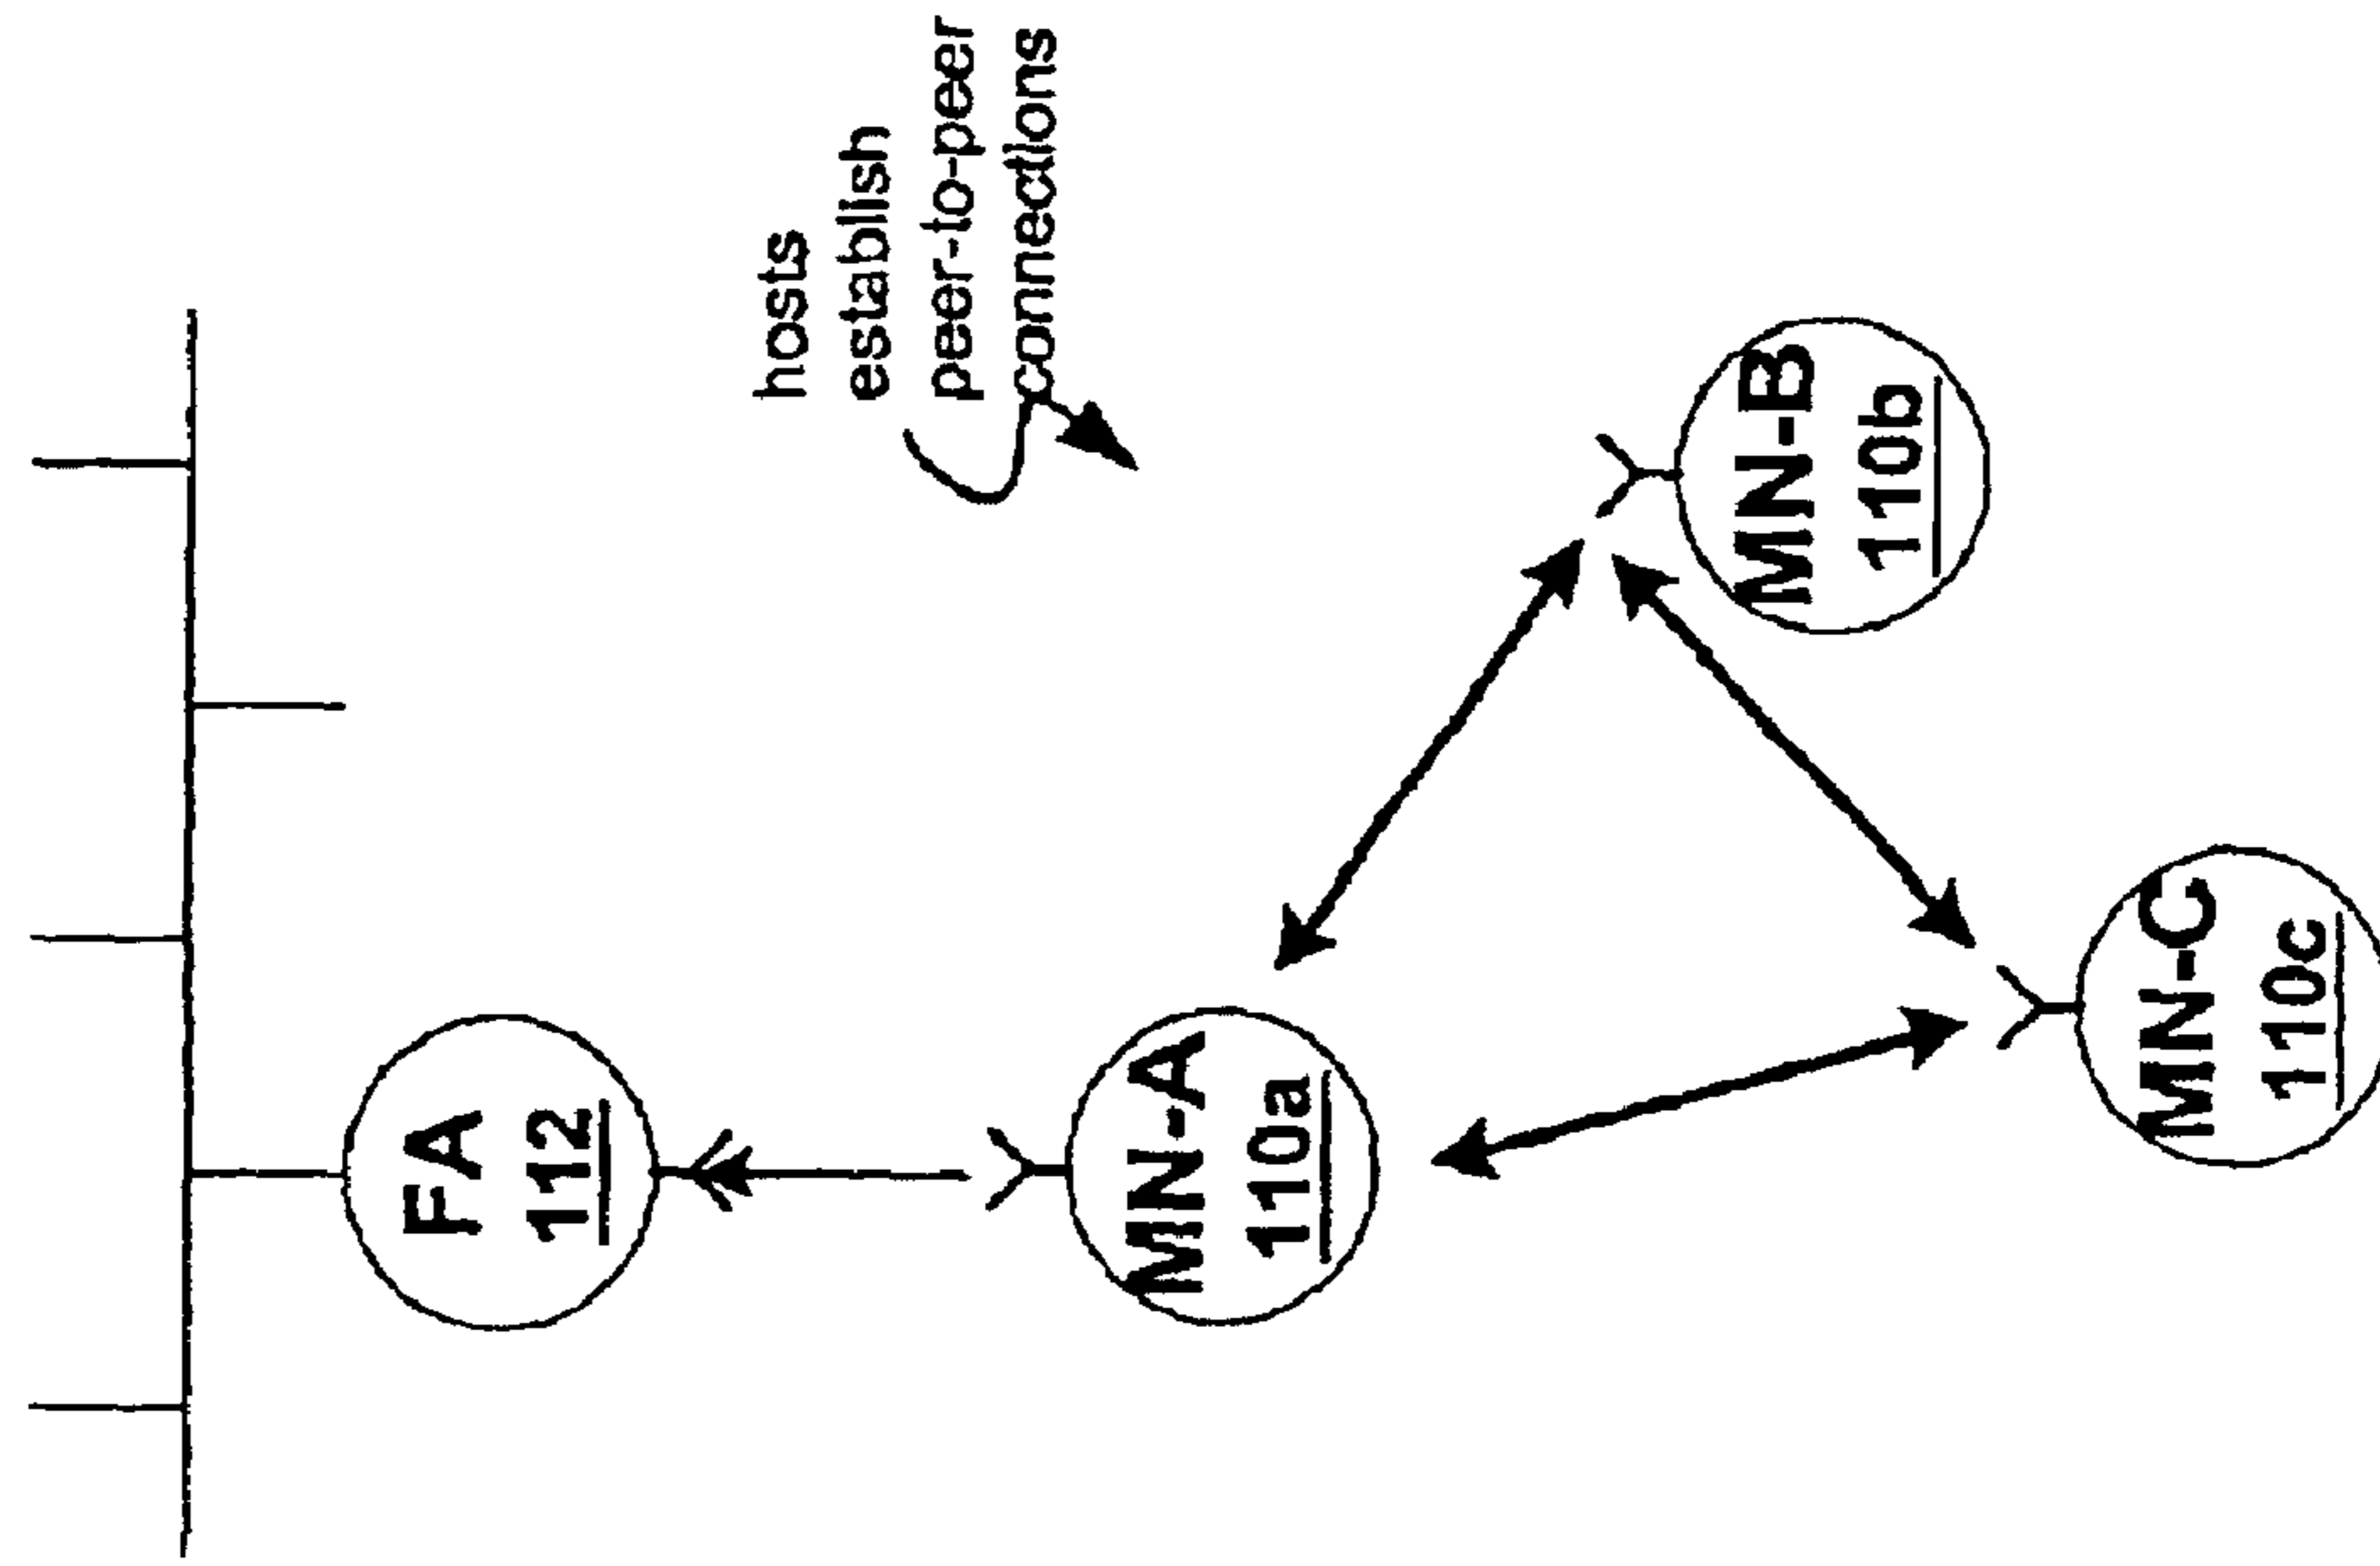 hosts
establish
peer-to-peer
connections
FA
112
MN-A
110a
MN-B
110b
MN-C
110c